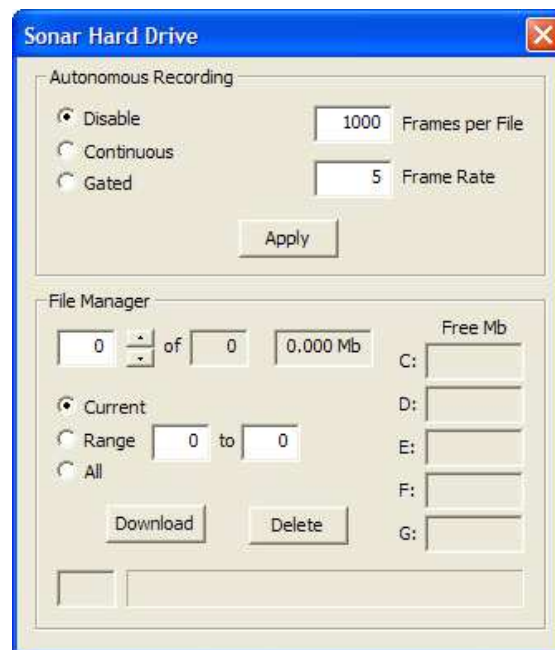 Sonar Hard Drive
Autonomous Recording
Disable
1000 Frames per File
Continuous
Gated
5 Frame Rate
Apply
File Manager
Free Mb
0 of 0 0.000 Mb
C:
Current
D:
Range 0 to 0
E:
All
F:
Download Delete
G: